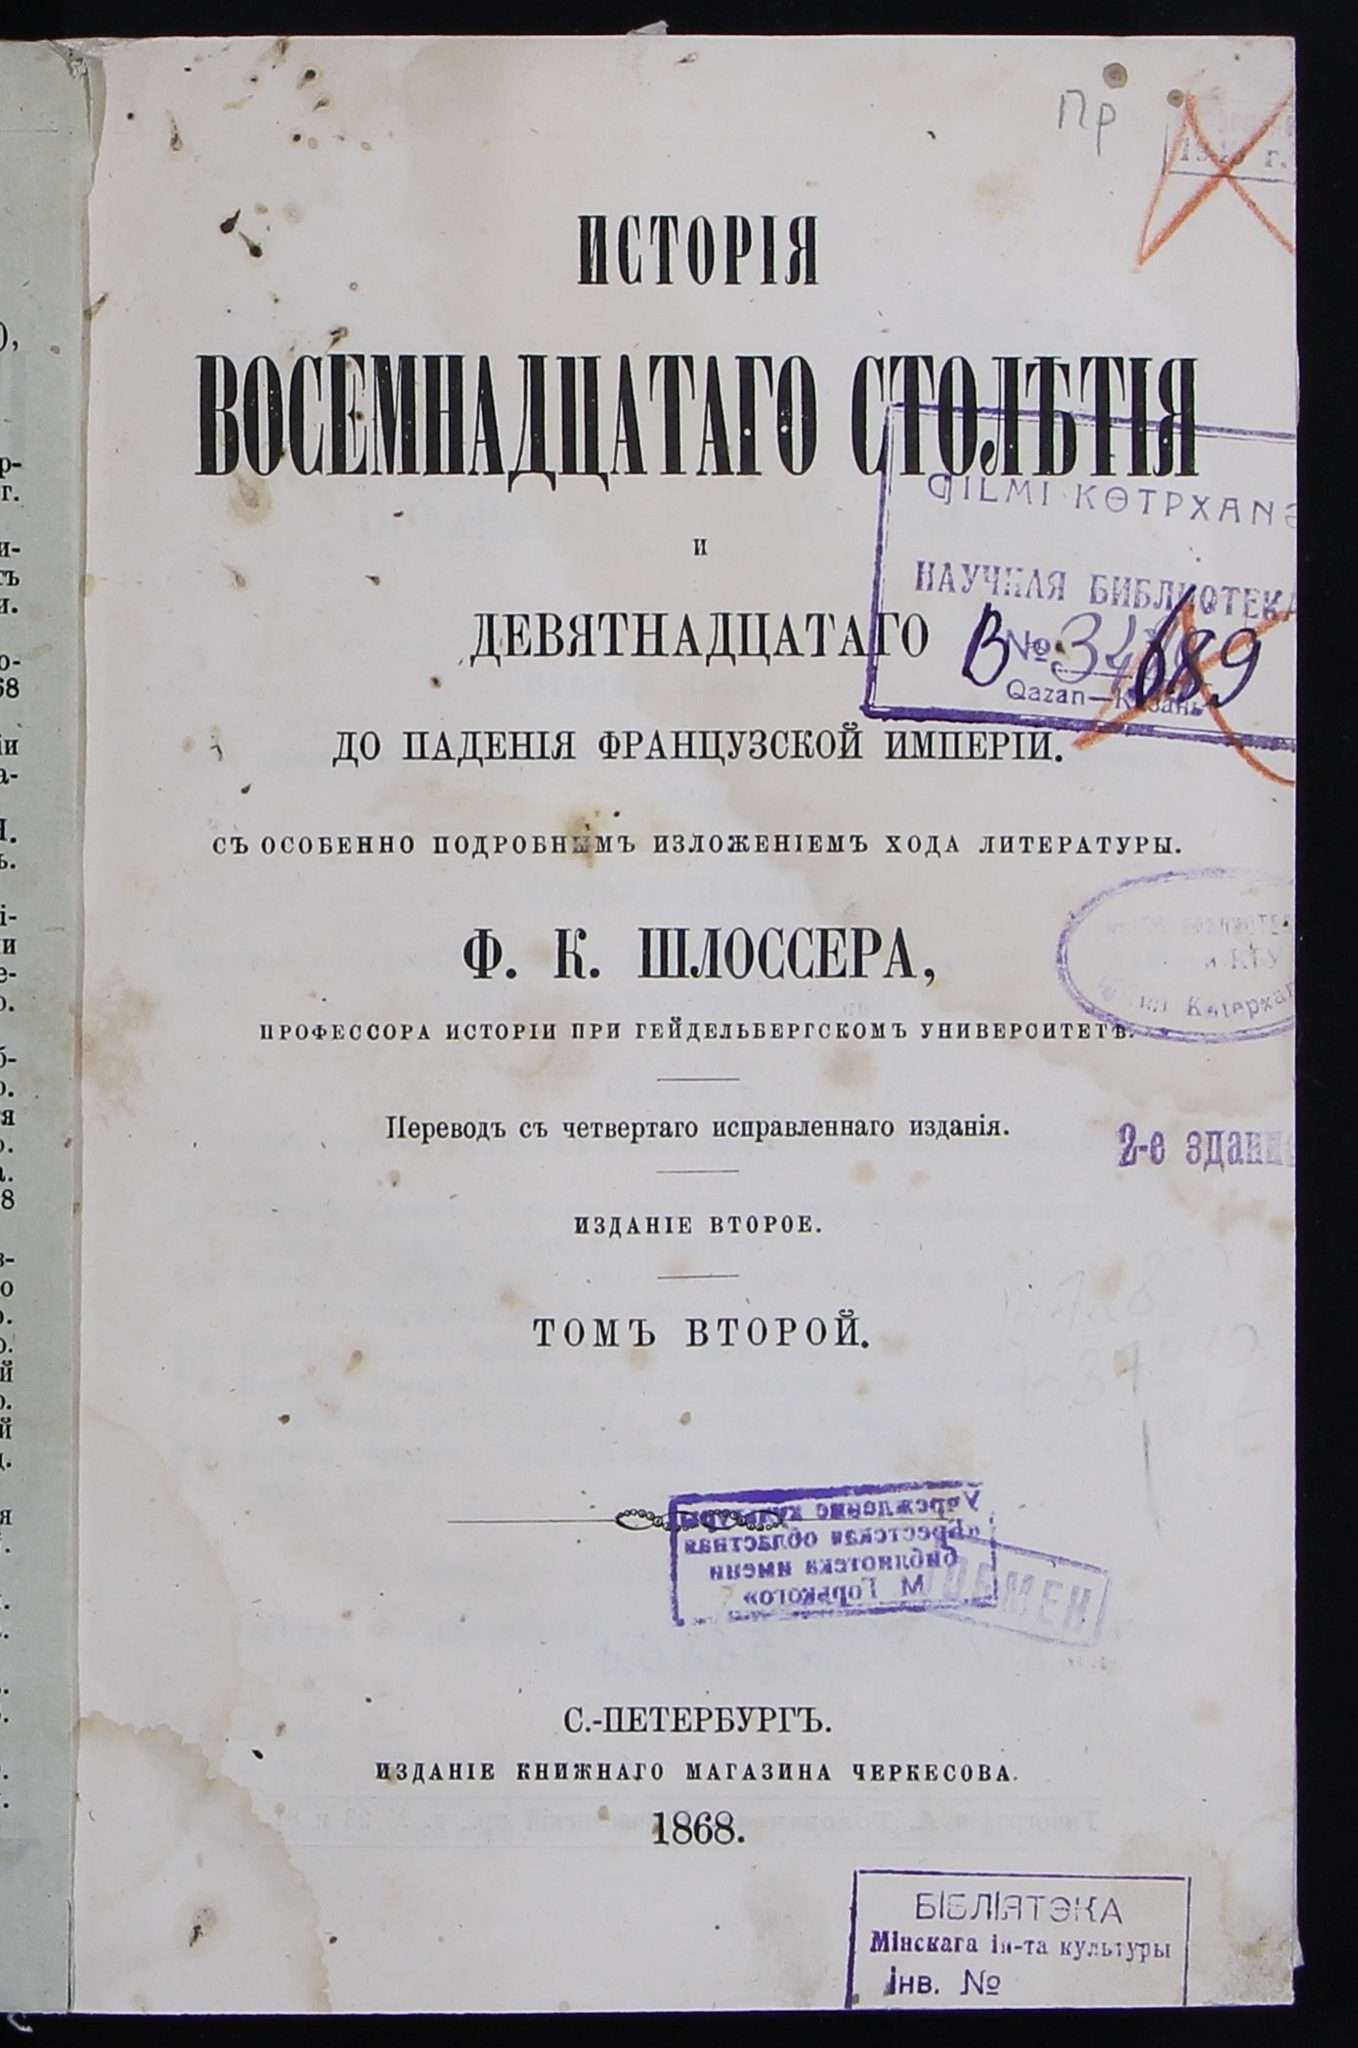 Пр
г.
ИСТОРІЯ
ВОСЕМНАДЦАТАГО СТОЛѢТІЯ
И
ДЕВЯТНАДЦАТАГО
ДО ПАДЕНІЯ ФРАНЦУЗСКОЙ ИМПЕРІИ.
СЪ ОСОБЕННО ПОДРОБНЫМЪ ИЗЛОЖЕНІЕМЪ ХОДА ЛИТЕРАТУРЫ.
Ф. К. ШЛОССЕРА,
ПРОФЕССОРА ИСТОРІИ ПРИ ГЕЙДЕЛЬБЕРГСКОМЪ УНИВЕРСИТЕТѢ.
Переводъ съ четвертаго исправленнаго изданія.
ИЗДАНІЕ ВТОРОЕ.
ТОМЪ ВТОРОЙ.
С.-ПЕТЕРБУРГЪ.
ИЗДАНІЕ КНИЖНАГО МАГАЗИНА ЧЕРКЕСОВА.
1868.
НАУЧНАЯ БИБЛИОТЕКА
В № 689
Qazan—Казань
КГУ
2-е здание
Учреждение культуры
«Брестская областная
библиотека имени
М Горького»
ОБМЕН
БІБЛІЯТЭКА
Мінскага ін-та культуры
Інв. №